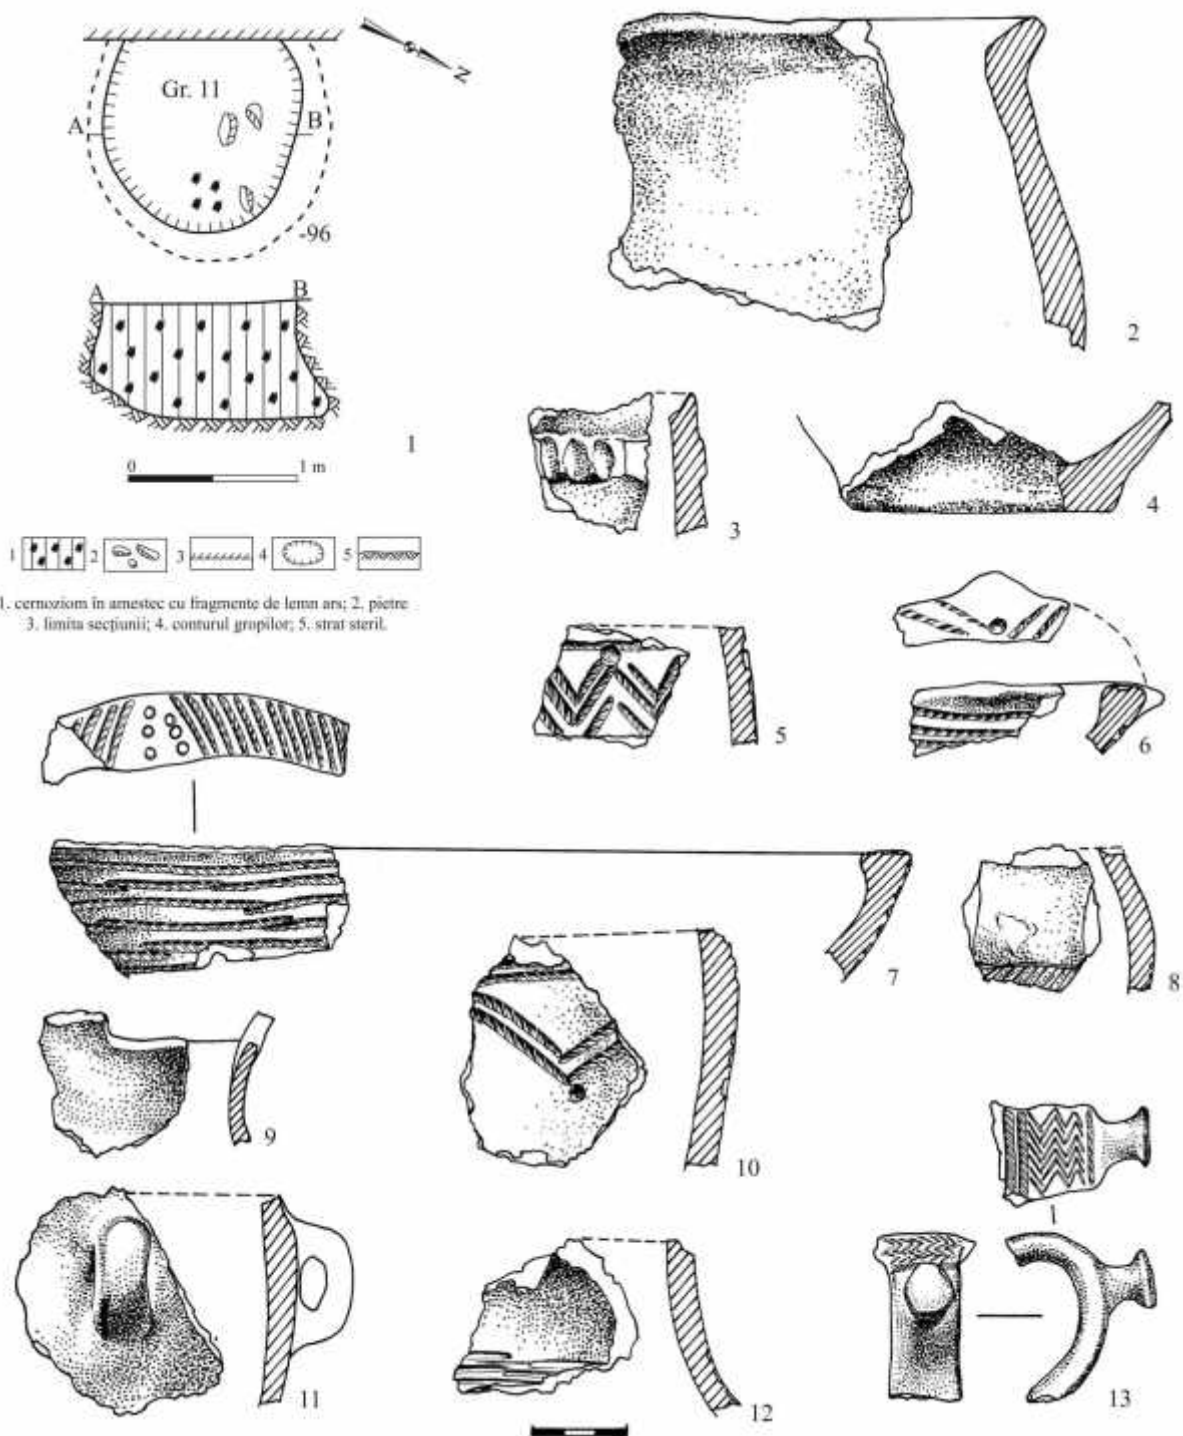 Gr. 11
A B
-96
N
A B
1
0 1 m
1 2 3 4 5
1. cernoziom în amestec cu fragmente de lemn ars; 2. pietre
3. limita secţiunii; 4. conturul gropilor; 5. strat steril.
2
3
4
5
6
7
8
9
10
11
12
13